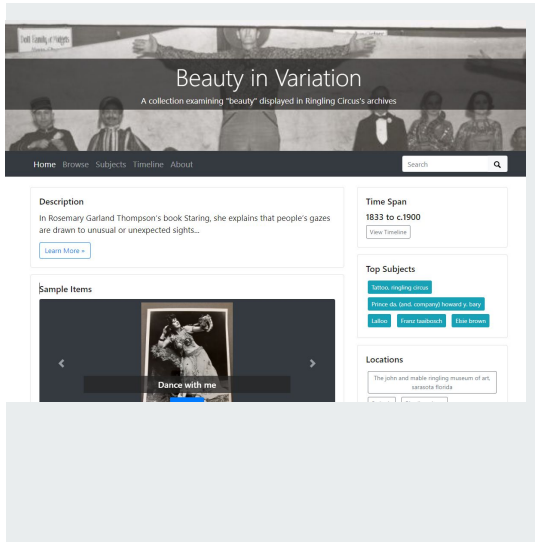 Beauty in Variation
A collection examining "beauty" displayed in Ringling Circus's archives
Home Browse Subjects Timeline About
Search
Description
In Rosemary Garland Thompson's book Staring, she explains that people's gazes
are drawn to unusual or unexpected sights...
Learn More »
Sample Items
Dance with me
Time Span
1833 to c.1900
View Timeline
Top Subjects
Tattoo, ringling circus
Prince da. (and. company) howard y. bary
Lalloo Franz taaibosch Elsie brown
Locations
The john and mable ringling museum of art,
sarasota florida